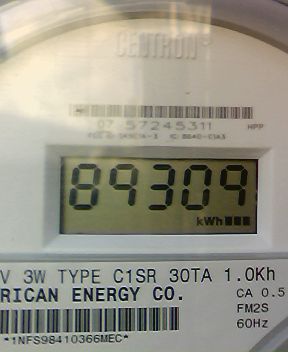 CENTRON®
07 57245311 HPP
89309
kWh
V 3W TYPE C1SR 30TA 1.0Kh
RICAN ENERGY CO. CA 0.5
FM2S
*1NFS98410366MEC* 60Hz